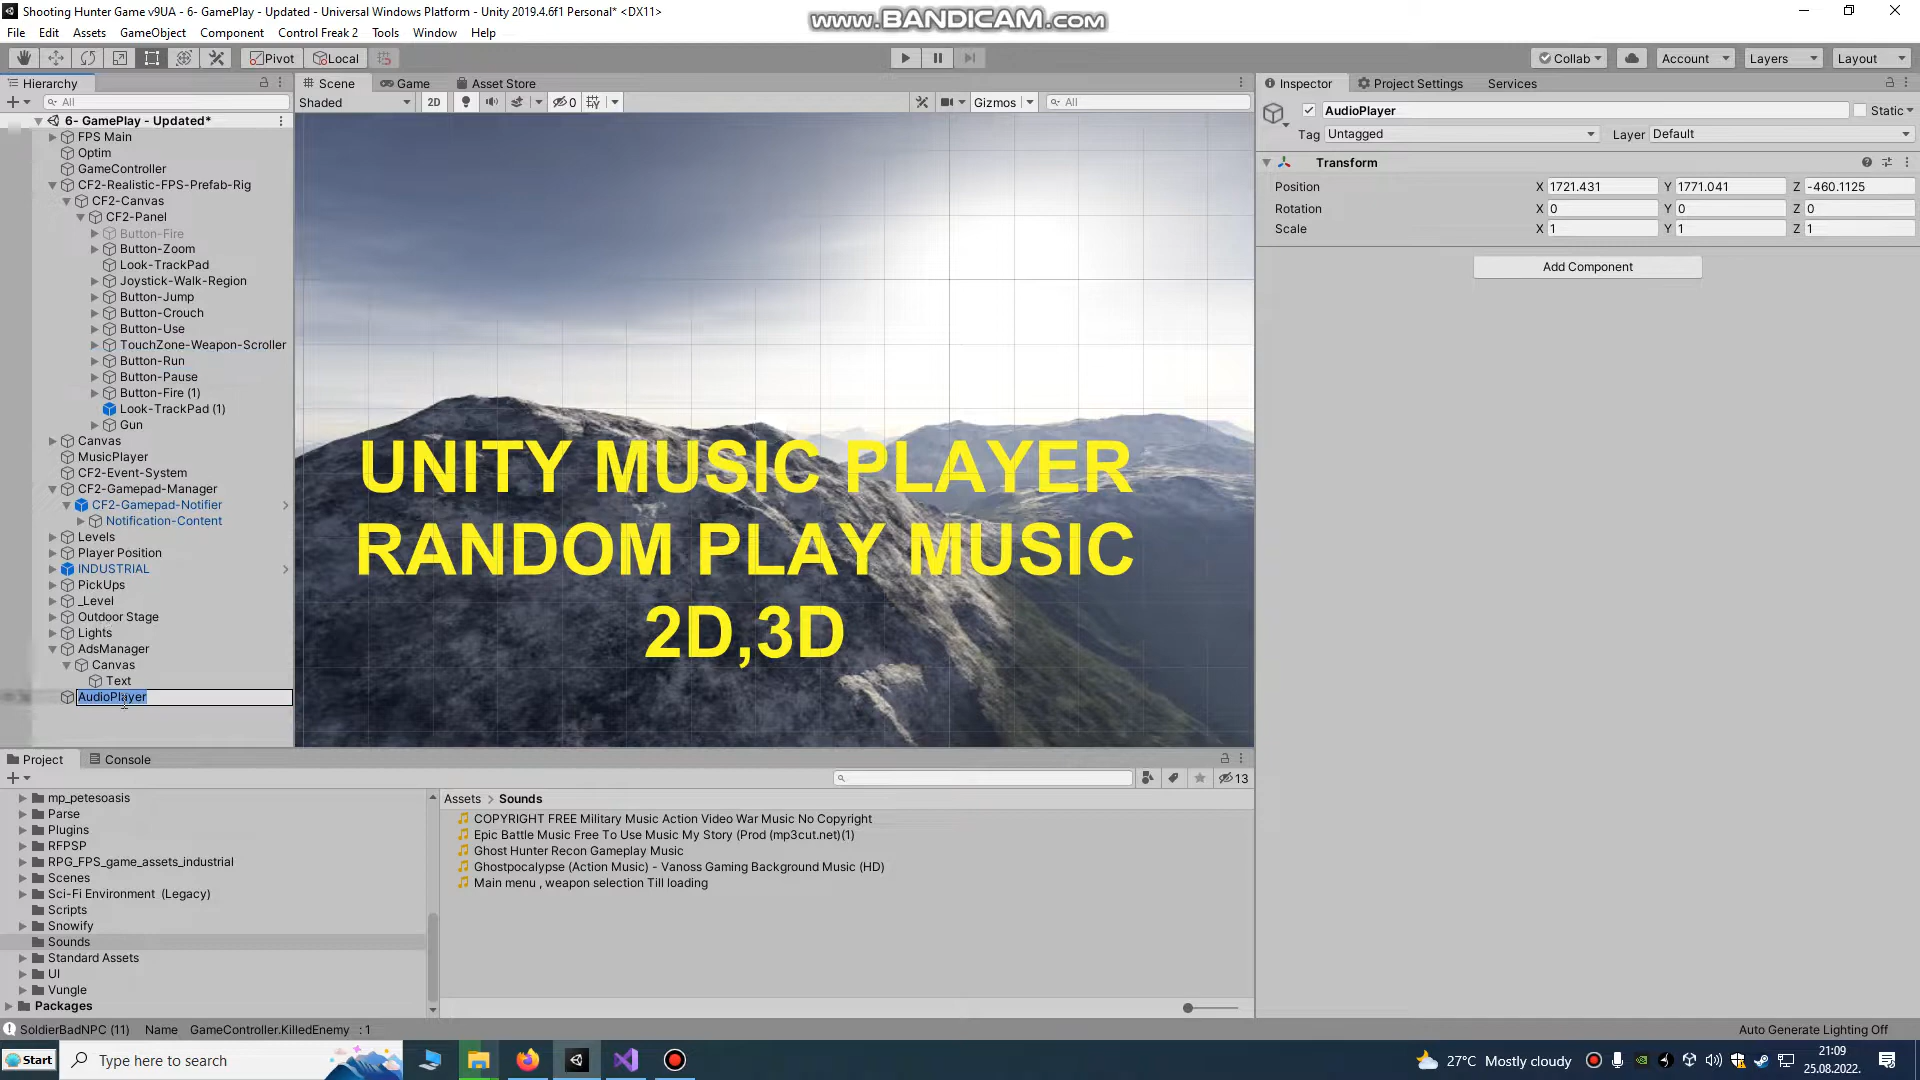 Shooting Hunter Game v9UA - 6- GamePlay - Updated - Universal Windows Platform - Unity 2019.4.6f1 Personal* <DX11>
www.BANDICAM.com
File Edit Assets GameObject Component Control Freak 2 Tools Window Help
Pivot Local Collab Account Layers Layout
Hierarchy
All
6- GamePlay - Updated*
FPS Main
Optim
GameController
CF2-Realistic-FPS-Prefab-Rig
CF2-Canvas
CF2-Panel
Button-Fire
Button-Zoom
Look-TrackPad
Joystick-Walk-Region
Button-Jump
Button-Crouch
Button-Use
TouchZone-Weapon-Scroller
Button-Run
Button-Pause
Button-Fire (1)
Look-TrackPad (1)
Gun
Canvas
MusicPlayer
CF2-Event-System
CF2-Gamepad-Manager
CF2-Gamepad-Notifier
Notification-Content
Levels
Player Position
INDUSTRIAL
PickUps
_Level
Outdoor Stage
Lights
AdsManager
Canvas
Text
AudioPlayer
Scene Game Asset Store
Shaded 2D 0 Gizmos All
UNITY MUSIC PLAYER
RANDOM PLAY MUSIC
2D,3D
Inspector Project Settings Services
AudioPlayer Static
Tag Untagged Layer Default
Transform
Position X 1721.431 Y 1771.041 Z -460.1125
Rotation X 0 Y 0 Z 0
Scale X 1 Y 1 Z 1
Add Component
Project Console
13
mp_petesoasis
Parse
Plugins
RFPSP
RPG_FPS_game_assets_industrial
Scenes
Sci-Fi Environment (Legacy)
Scripts
Snowify
Sounds
Standard Assets
UI
Vungle
Packages
Assets > Sounds
COPYRIGHT FREE Military Music Action Video War Music No Copyright
Epic Battle Music Free To Use Music My Story (Prod (mp3cut.net)(1)
Ghost Hunter Recon Gameplay Music
Ghostpocalypse (Action Music) - Vanoss Gaming Background Music (HD)
Main menu , weapon selection Till loading
SoldierBadNPC (11) Name GameController.KilledEnemy : 1
Auto Generate Lighting Off
Start Type here to search 27°C Mostly cloudy
21:09
25.08.2022.